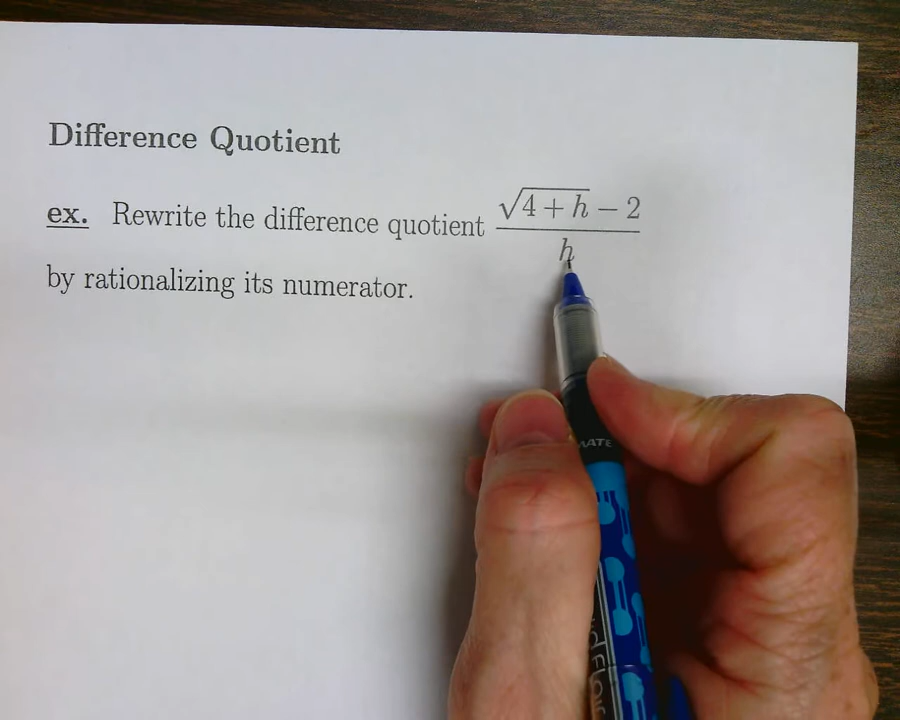 Difference Quotient
ex. Rewrite the difference quotient (√(4 + h) − 2)/h
by rationalizing its numerator.